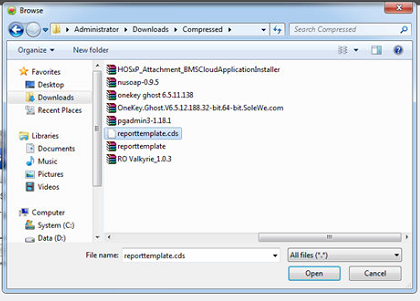 Browse
Administrator ▸ Downloads ▸ Compressed ▸
Search Compressed
Organize
New folder
Favorites
Desktop
Downloads
Recent Places
Libraries
Documents
Music
Pictures
Videos
Computer
System (C:)
Data (D:)
HOSxP_Attachment_BMSCloudApplicationInstaller
nusoap-0.9.5
onekey ghost 6.5.11.138
OneKey.Ghost.V6.5.12.188.32-bit.64-bit.SoleWe.com
pgadmin3-1.18.1
reporttemplate.cds
reporttemplate
RO Valkyrie_1.0.3
File name: reporttemplate.cds
All files (*.*)
Open
Cancel